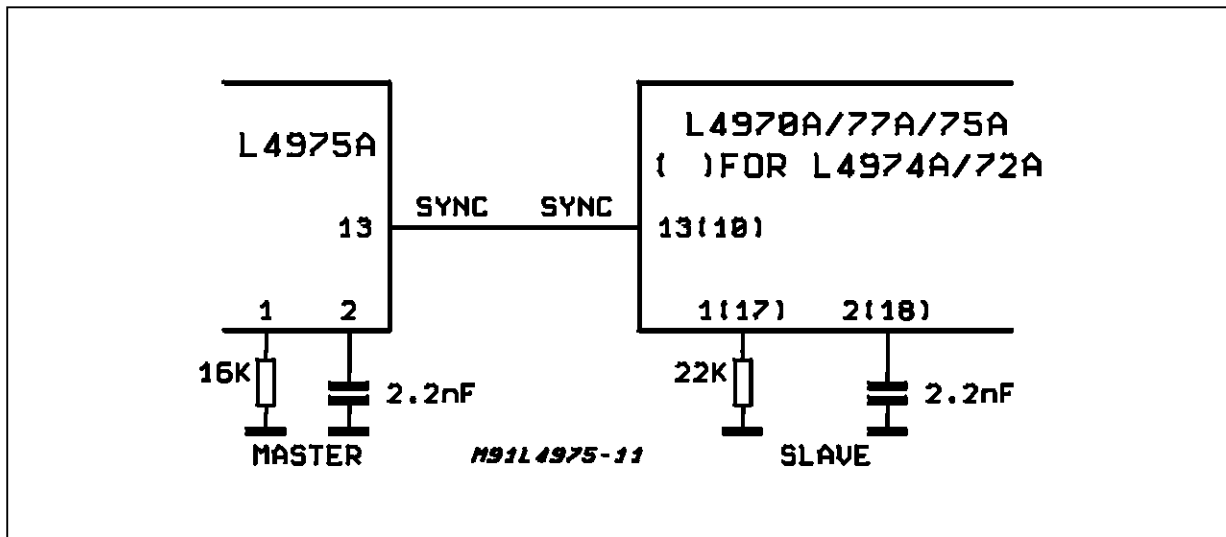 L4975A
L4970A/77A/75A
( )FOR L4974A/72A
SYNC SYNC
13
13(10)
1 2
1(17) 2(18)
16K
2.2nF
22K
2.2nF
MASTER
M91L4975-11
SLAVE